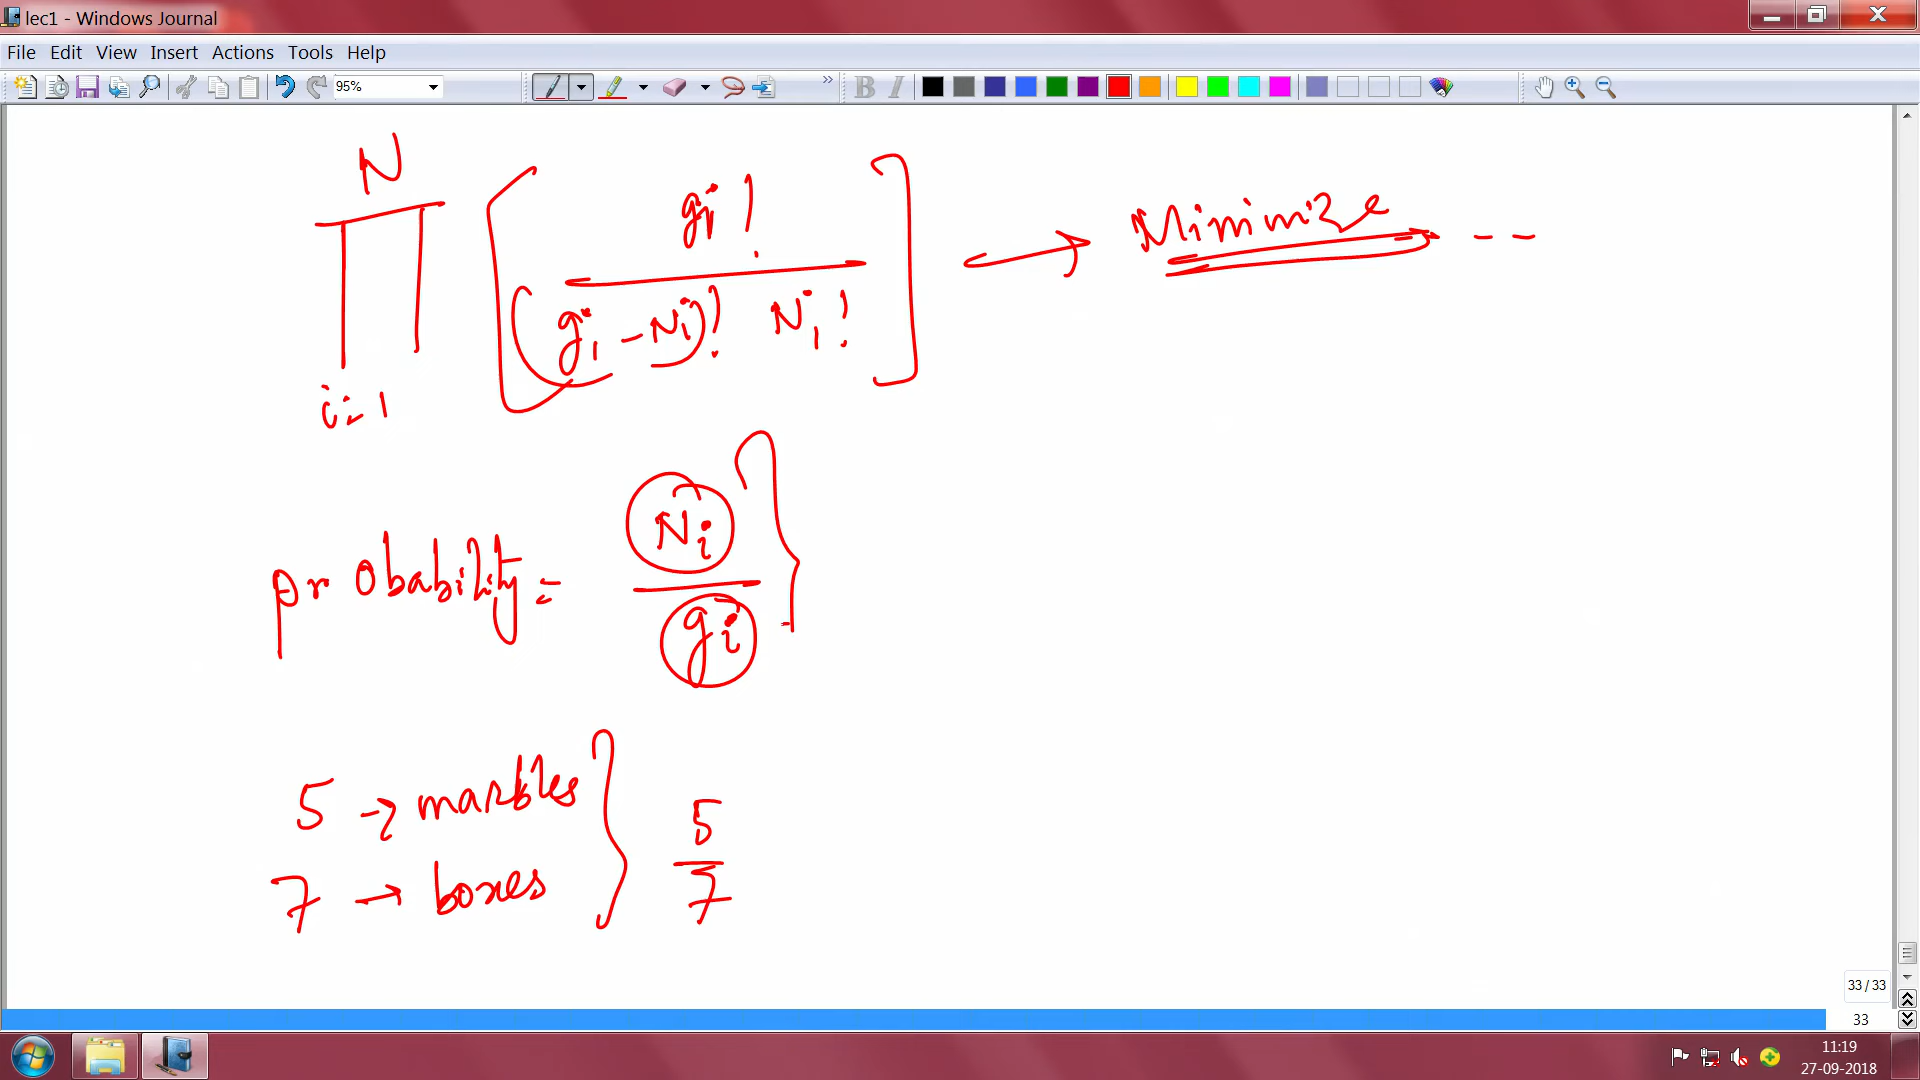 lec1 - Windows Journal
File Edit View Insert Actions Tools Help
95%
N
∏ [ gi! / (gi - Ni)! Ni! ] → Minimize --
i=1
probability = Ni / gi
5 → marbles } 5/7
7 → boxes
33 / 33
33
11:19
27-09-2018